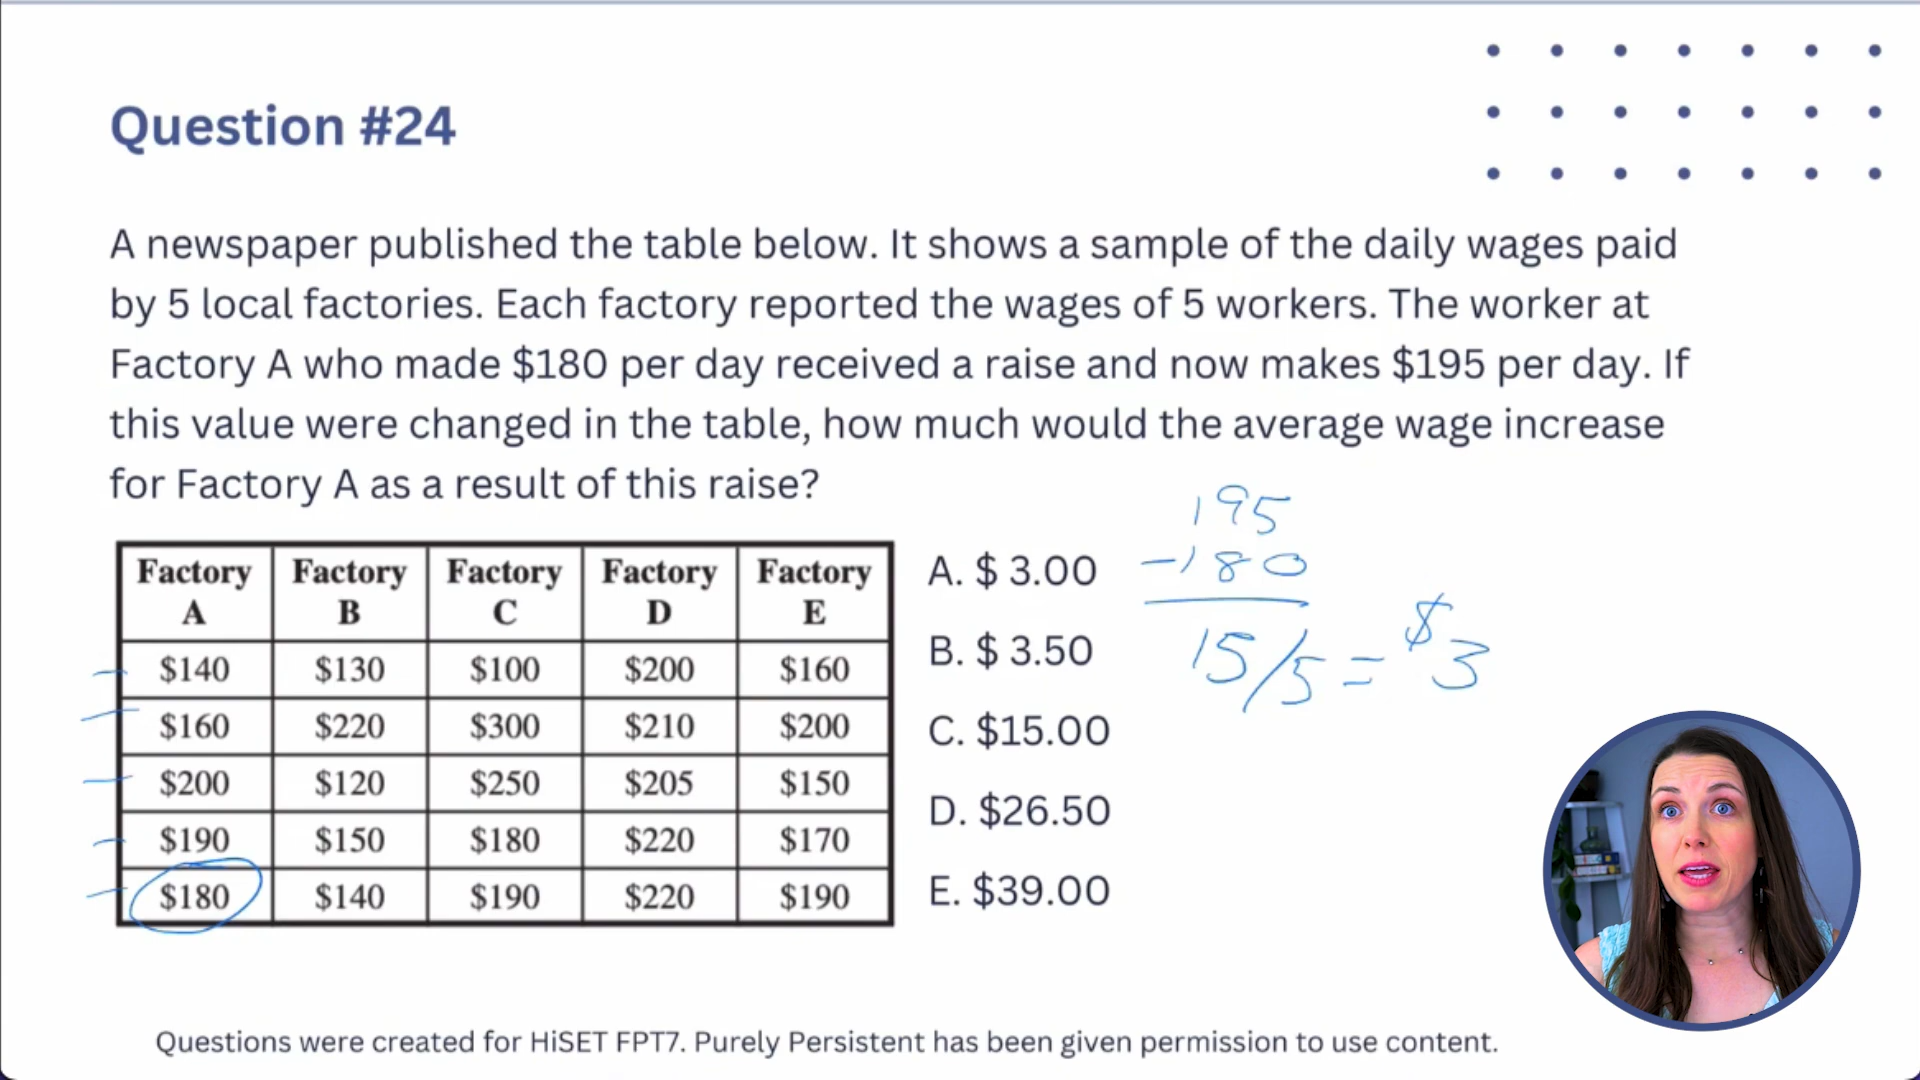 Question #24
A newspaper published the table below. It shows a sample of the daily wages paid
by 5 local factories. Each factory reported the wages of 5 workers. The worker at
Factory A who made $180 per day received a raise and now makes $195 per day. If
this value were changed in the table, how much would the average wage increase
for Factory A as a result of this raise?
Factory A Factory B Factory C Factory D Factory E
$140 $130 $100 $200 $160
$160 $220 $300 $210 $200
$200 $120 $250 $205 $150
$190 $150 $180 $220 $170
$180 $140 $190 $220 $190
A. $ 3.00
B. $ 3.50
C. $15.00
D. $26.50
E. $39.00
195
-180
15/5 = $3
Questions were created for HiSET FPT7. Purely Persistent has been given permission to use content.